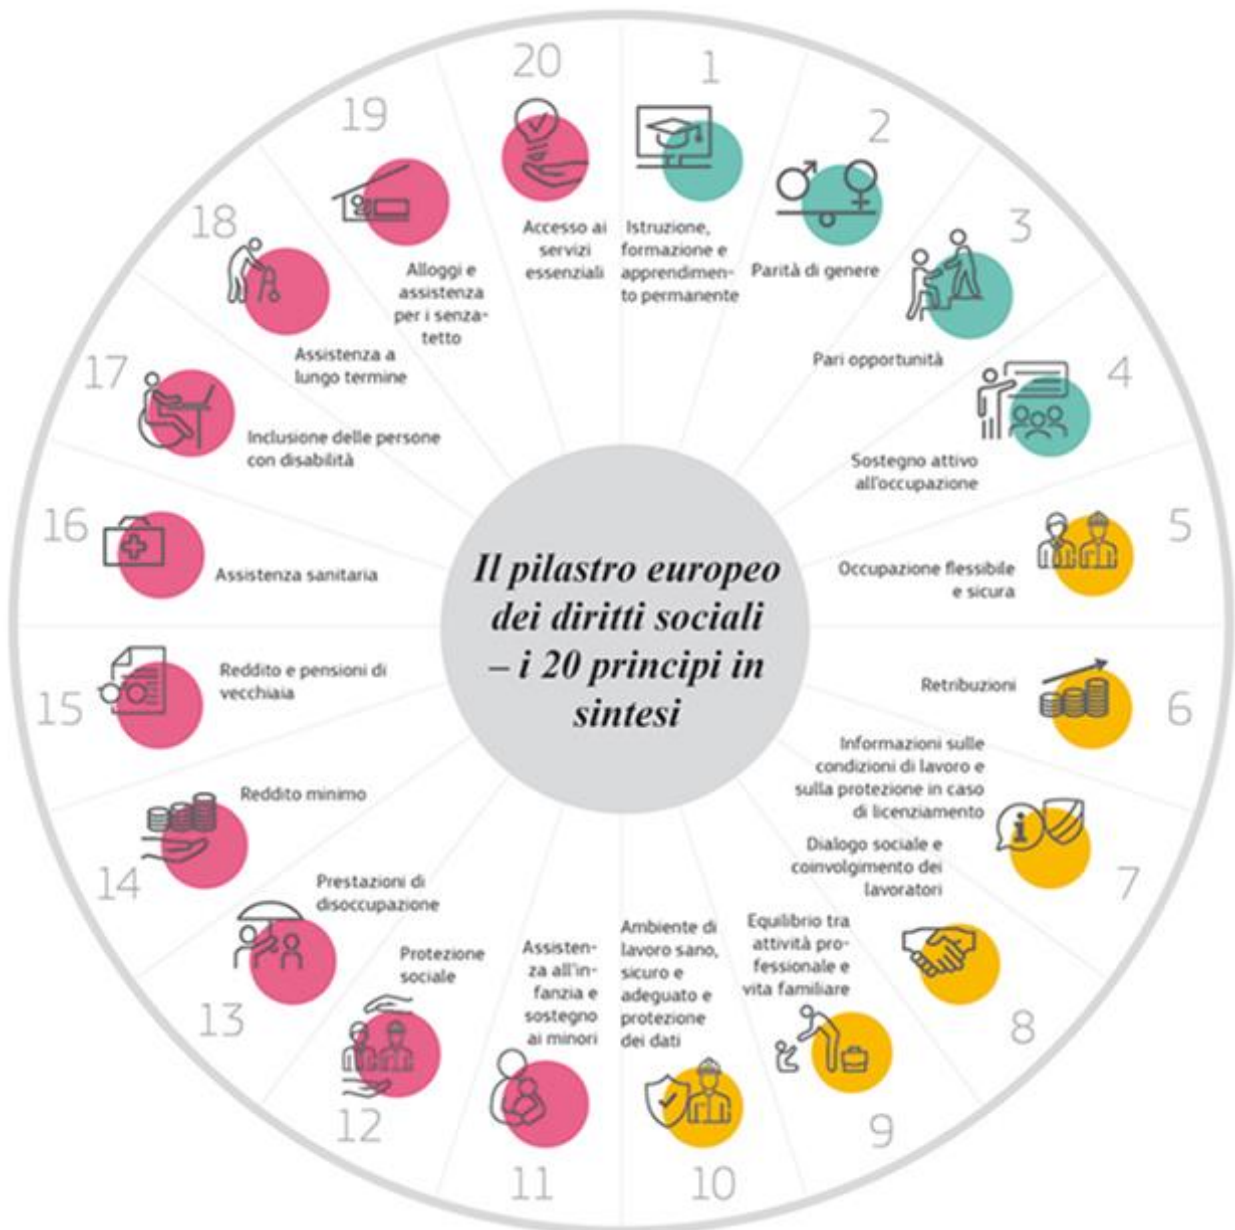 Il pilastro europeo
dei diritti sociali
– i 20 principi in
sintesi
1
Istruzione,
formazione e
apprendimen-
to permanente
2
Parità di genere
3
Pari opportunità
4
Sostegno attivo
all'occupazione
5
Occupazione flessibile
e sicura
6
Retribuzioni
7
Informazioni sulle
condizioni di lavoro e
sulla protezione in caso
di licenziamento
i
8
Dialogo sociale e
coinvolgimento dei
lavoratori
9
Equilibrio tra
attività pro-
fessionale e
vita familiare
10
Ambiente di
lavoro sano,
sicuro e
adeguato e
protezione
dei dati
11
Assisten-
za all'in-
fanzia e
sostegno
ai minori
12
Protezione
sociale
13
Prestazioni di
disoccupazione
14
Reddito minimo
15
Reddito e pensioni di
vecchiaia
16
Assistenza sanitaria
17
Inclusione delle persone
con disabilità
18
Assistenza a
lungo termine
19
Alloggi e
assistenza
per i senza-
tetto
20
Accesso ai
servizi
essenziali